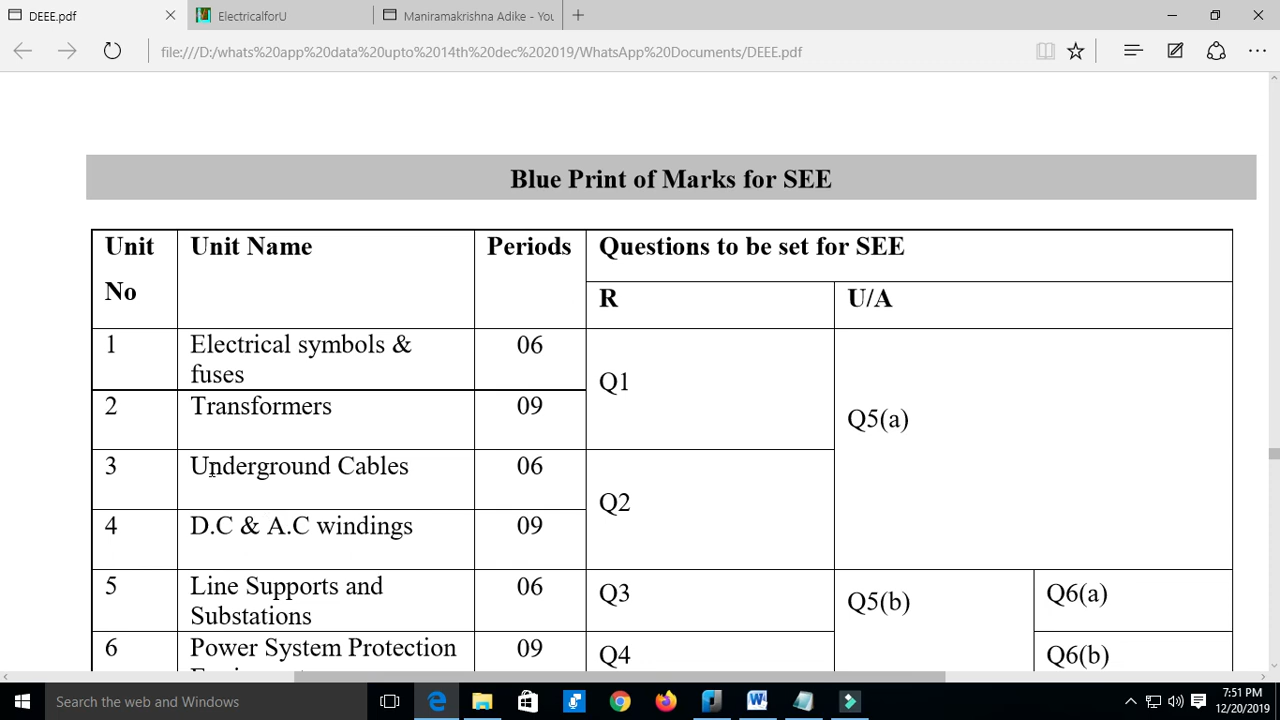 DEEE.pdf
ElectricalforU
Maniramakrishna Adike - You
file:///D:/whats%20app%20data%20upto%2014th%20dec%202019/WhatsApp%20Documents/DEEE.pdf
Blue Print of Marks for SEE
Unit No
Unit Name
Periods
Questions to be set for SEE
R
U/A
1
Electrical symbols &
fuses
06
Q1
Q5(a)
2
Transformers
09
3
Underground Cables
06
Q2
4
D.C & A.C windings
09
5
Line Supports and
Substations
06
Q3
Q5(b)
Q6(a)
6
Power System Protection
09
Q4
Q6(b)
Search the web and Windows
7:51 PM
12/20/2019